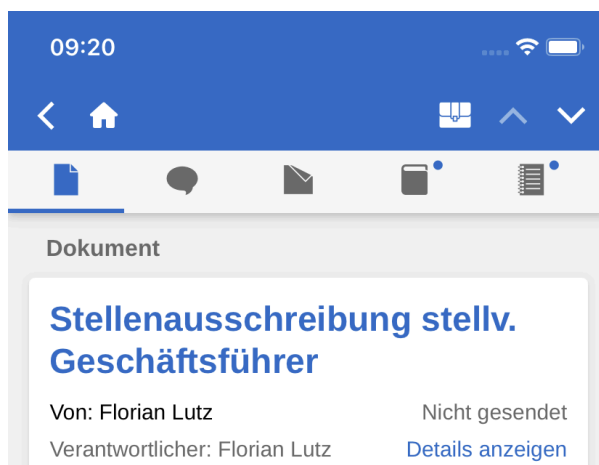 09:20
Dokument
Stellenausschreibung stellv.
Geschäftsführer
Von: Florian Lutz Nicht gesendet
Verantwortlicher: Florian Lutz Details anzeigen